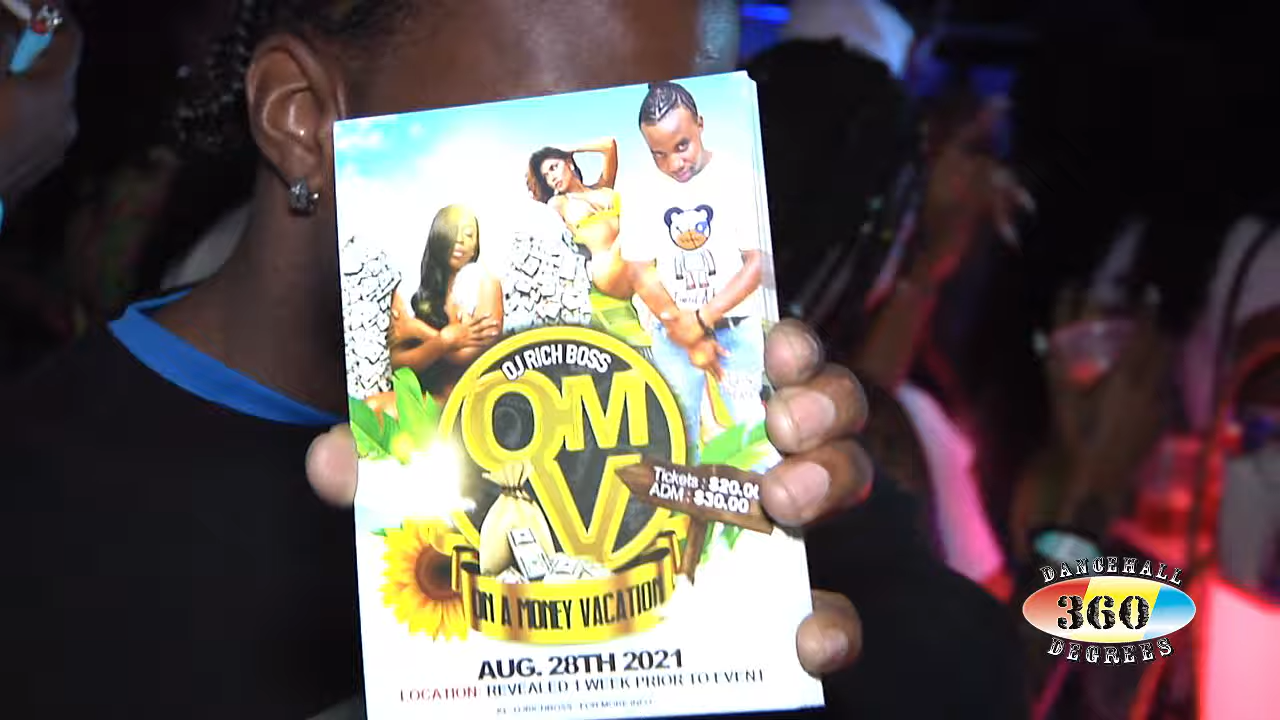 DJ RICH BOSS
OMV
Tickets : $20.00
ADM : $30.00
ON A MONEY VACATION
AUG. 28TH 2021
LOCATION: REVEALED 1 WEEK PRIOR TO EVENT
DANCEHALL
360
DEGREES